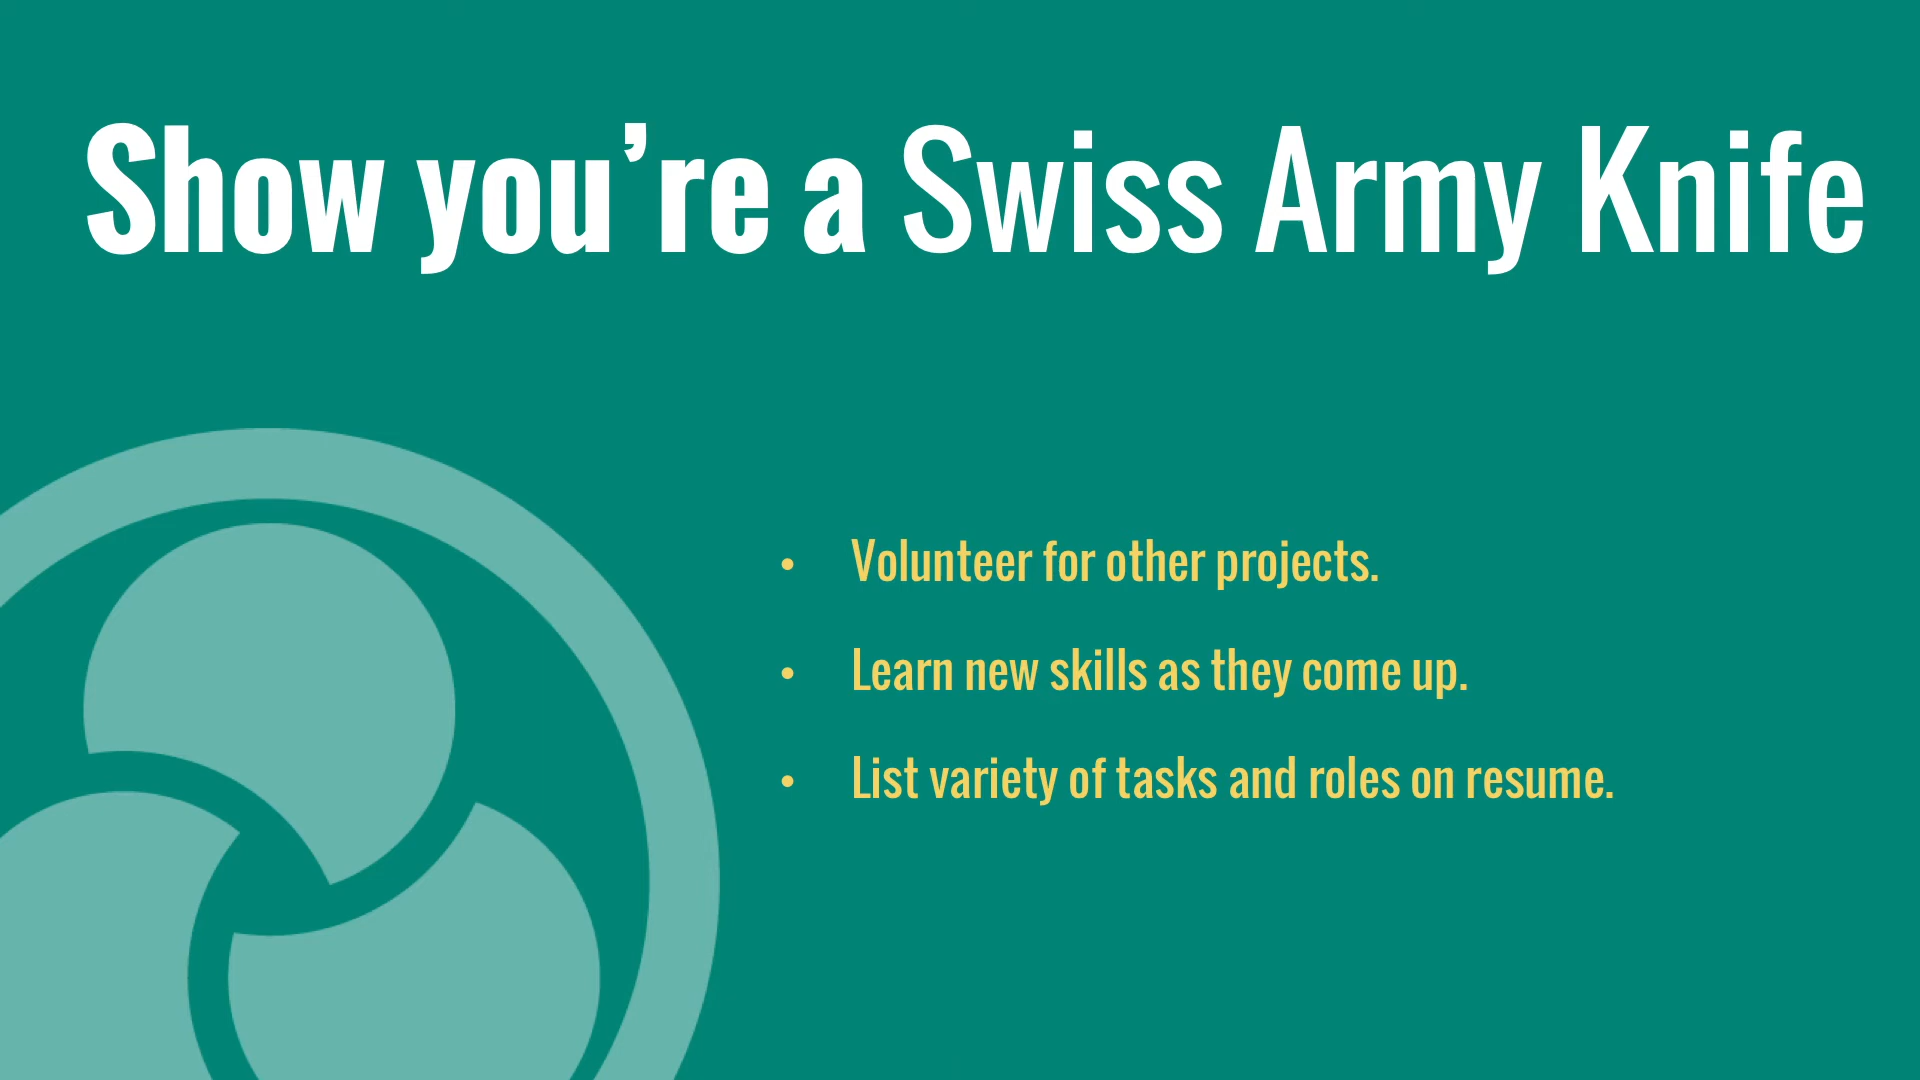 Show you’re a Swiss Army Knife
• Volunteer for other projects.
• Learn new skills as they come up.
• List variety of tasks and roles on resume.